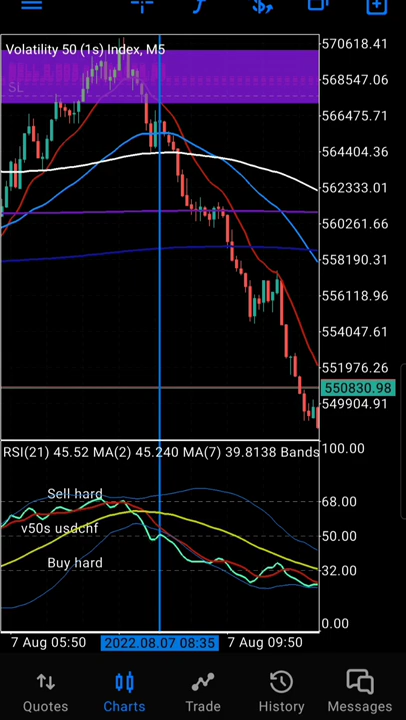 Volatility 50 (1s) Index, M5
570618.41
568547.06
SL
566475.71
564404.36
562333.01
560261.66
558190.31
556118.96
554047.61
551976.26
550830.98
549904.91
RSI(21) 45.52 MA(2) 45.240 MA(7) 39.8138 Bands
100.00
Sell hard
68.00
v50s usdchf
50.00
Buy hard
32.00
0.00
7 Aug 05:50
2022.08.07 08:35
7 Aug 09:50
Quotes
Charts
Trade
History
Messages